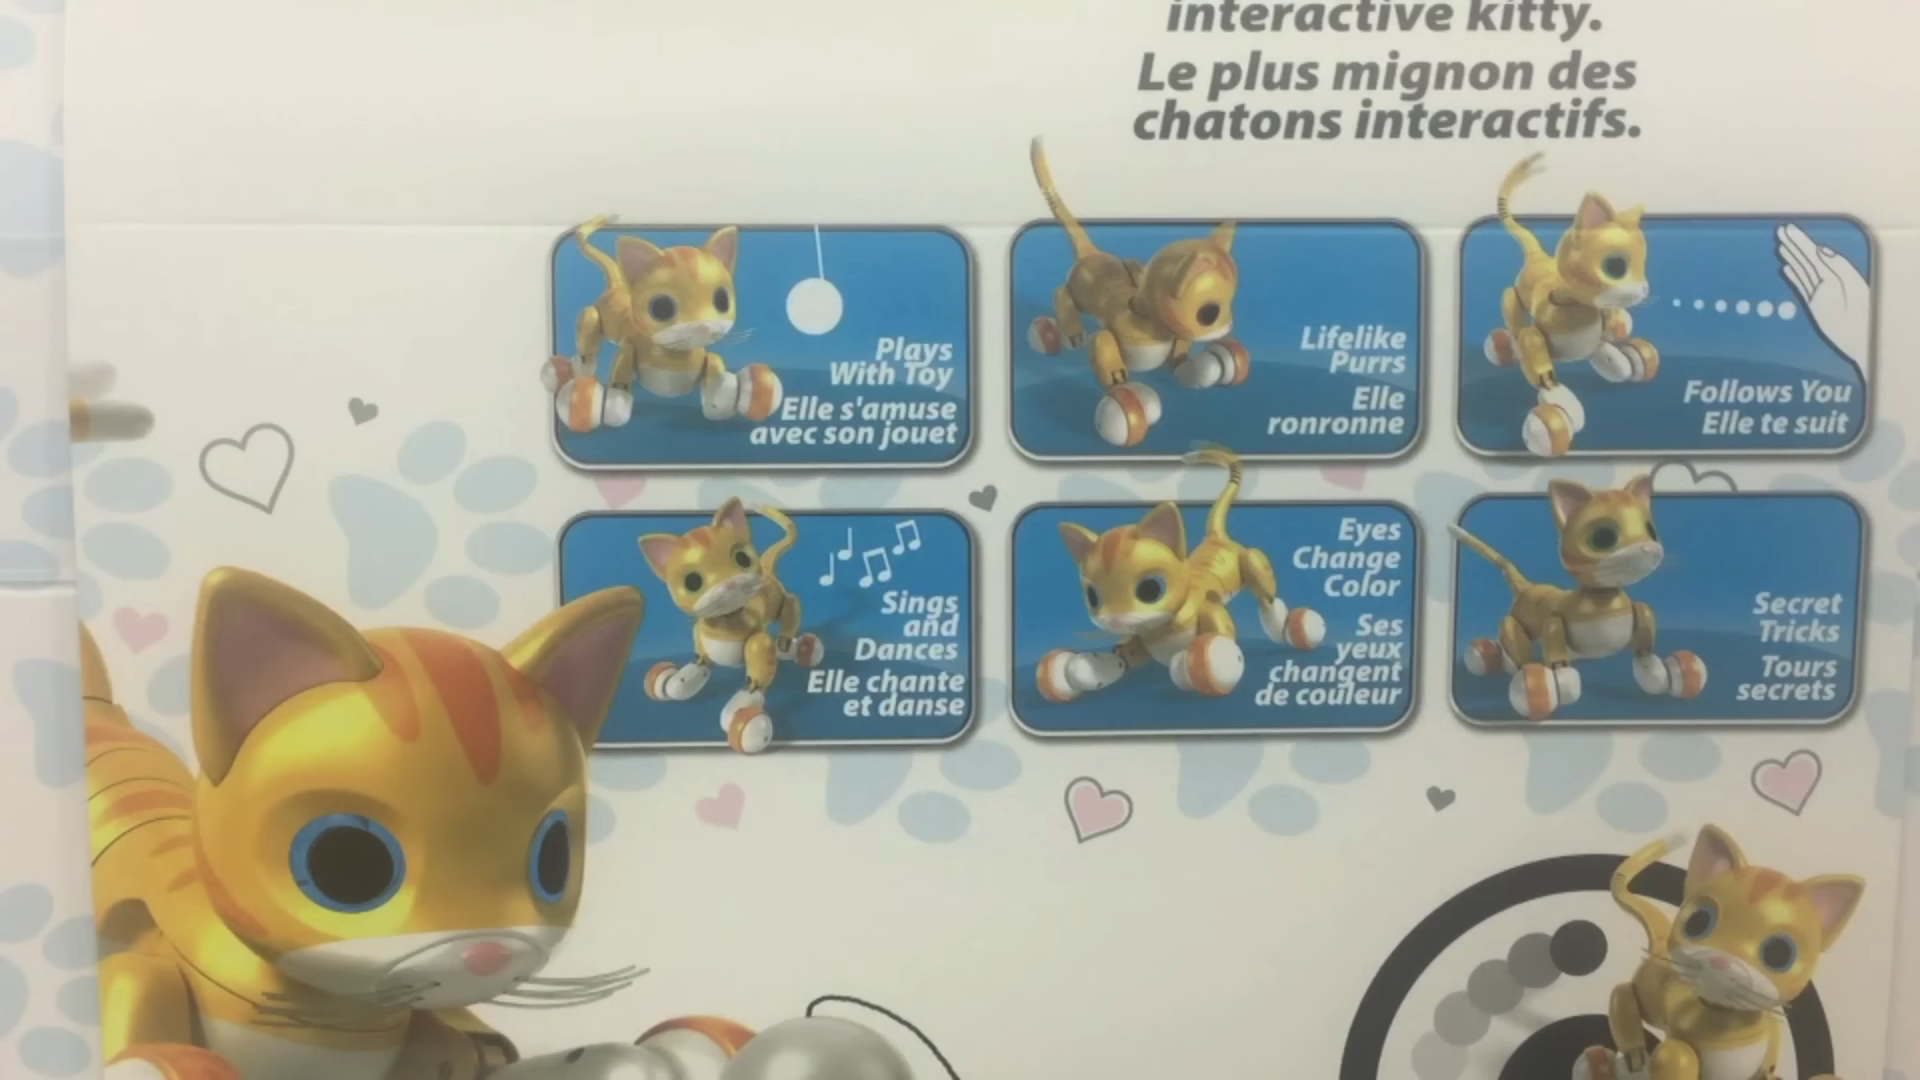 interactive kitty.
Le plus mignon des
chatons interactifs.
Plays
With Toy
Elle s'amuse
avec son jouet
Lifelike
Purrs
Elle
ronronne
Follows You
Elle te suit
Sings
and
Dances
Elle chante
et danse
Eyes
Change
Color
Ses
yeux
changent
de couleur
Secret
Tricks
Tours
secrets